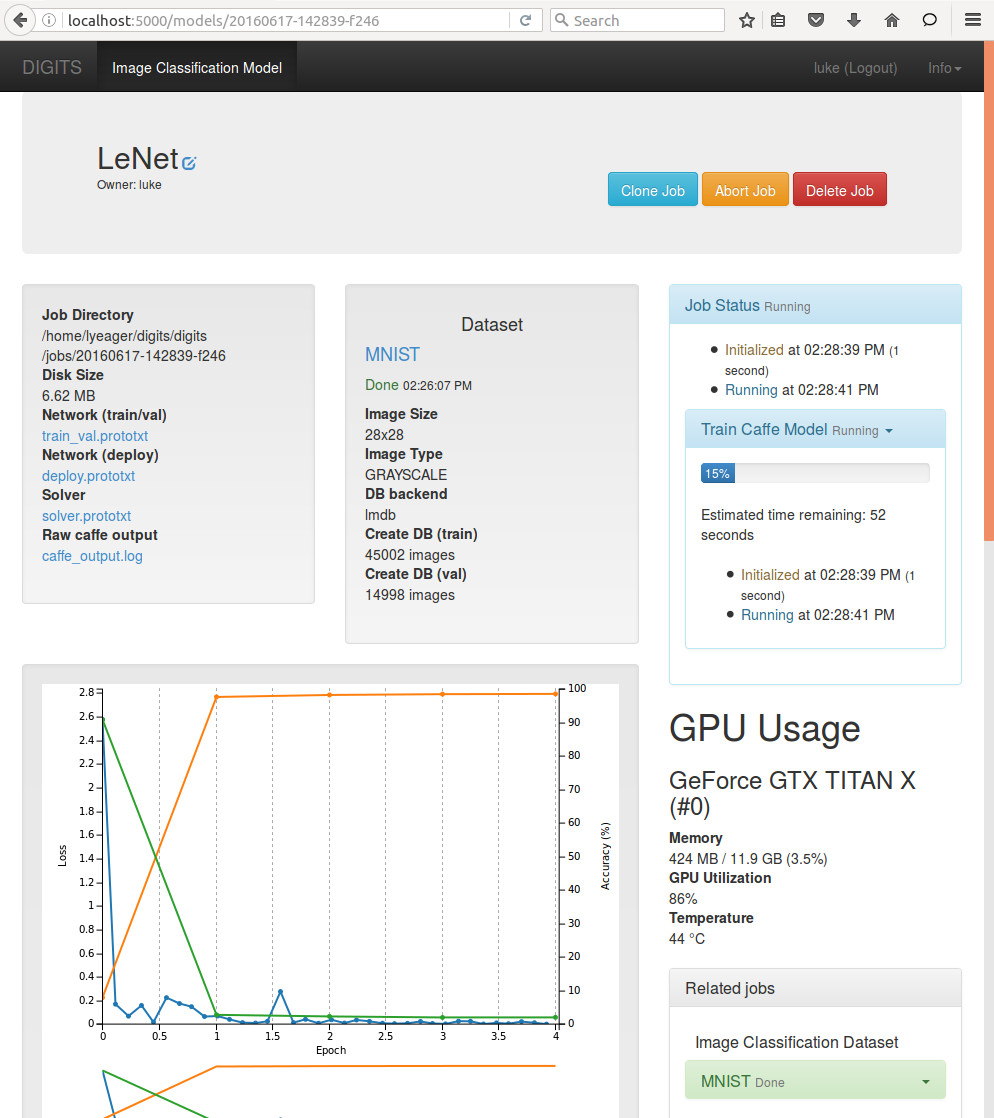 localhost:5000/models/20160617-142839-f246
Search
DIGITS
Image Classification Model
luke (Logout)
Info
LeNet
Owner: luke
Clone Job
Abort Job
Delete Job
Job Directory
/home/lyeager/digits/digits
/jobs/20160617-142839-f246
Disk Size
6.62 MB
Network (train/val)
train_val.prototxt
Network (deploy)
deploy.prototxt
Solver
solver.prototxt
Raw caffe output
caffe_output.log
Dataset
MNIST
Done 02:26:07 PM
Image Size
28x28
Image Type
GRAYSCALE
DB backend
lmdb
Create DB (train)
45002 images
Create DB (val)
14998 images
Job Status Running
Initialized at 02:28:39 PM (1
second)
Running at 02:28:41 PM
Train Caffe Model Running
15%
Estimated time remaining: 52
seconds
Initialized at 02:28:39 PM (1
second)
Running at 02:28:41 PM
2.8
2.6
2.4
2.2
2
1.8
1.6
1.4
1.2
1
0.8
0.6
0.4
0.2
0
Loss
100
90
80
70
60
50
40
30
20
10
0
Accuracy (%)
0 0.5 1 1.5 2 2.5 3 3.5 4
Epoch
GPU Usage
GeForce GTX TITAN X
(#0)
Memory
424 MB / 11.9 GB (3.5%)
GPU Utilization
86%
Temperature
44 °C
Related jobs
Image Classification Dataset
MNIST Done